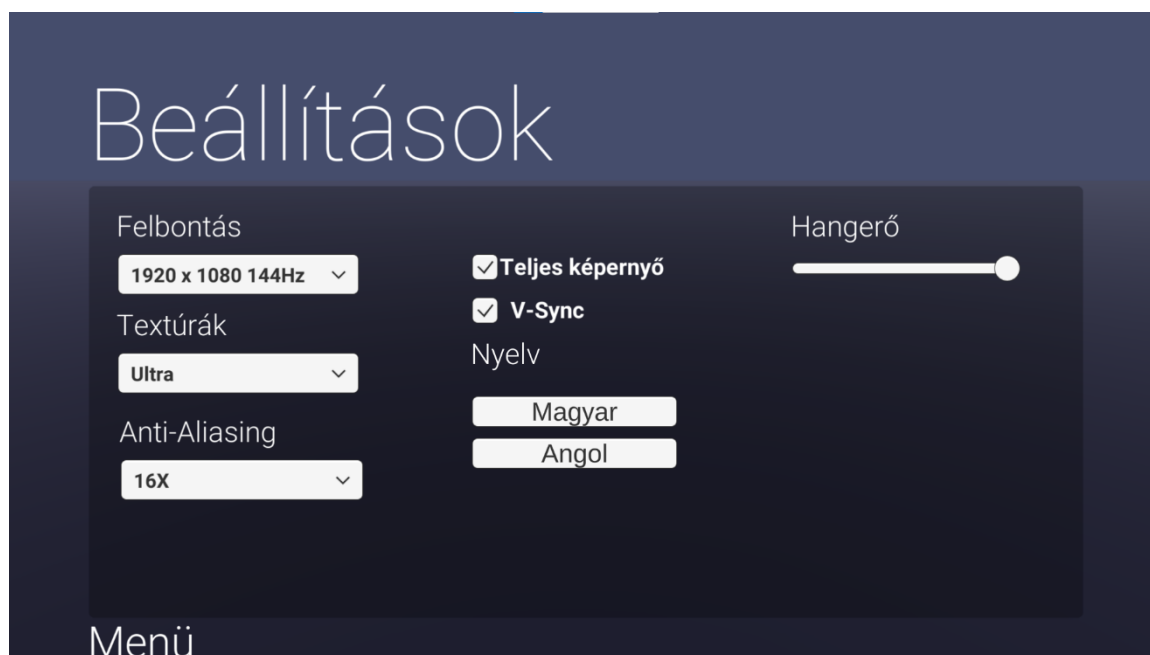 Beállítások
Felbontás
1920 x 1080 144Hz
Textúrák
Ultra
Anti-Aliasing
16X
Teljes képernyő
V-Sync
Nyelv
Magyar
Angol
Hangerő
Menü